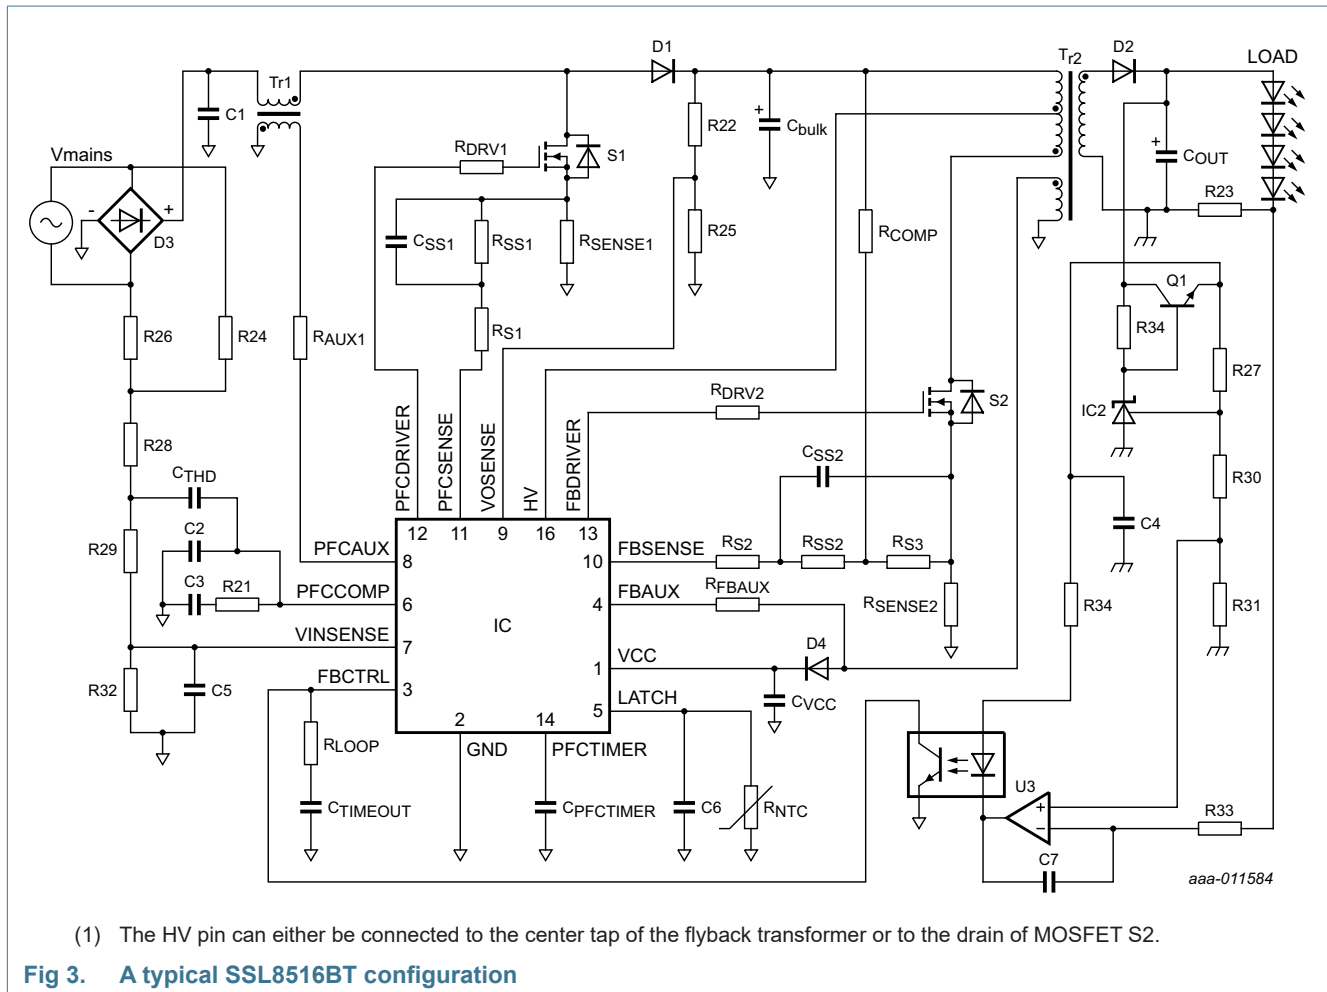 LOAD
D1
Tr2
D2
Tr1
C1
R22
Cbulk
COUT
RDRV1
S1
Vmains
R23
- +
D3
CSS1
RSS1
RSENSE1
R25
RCOMP
Q1
R26
R24
RAUX1
RS1
R34
R27
IC2
RDRV2
S2
R28
CTHD
CSS2
R30
PFCDRIVER
PFCSENSE
VOSENSE
HV
FBDRIVER
C2
C4
12 11 9 16 13
R29
PFCAUX
8
10
FBSENSE
RS2
RSS2
RS3
C3
R21
PFCCOMP
6
4
FBAUX
RFBAUX
RSENSE2
R34
R31
IC
VINSENSE
7
1
VCC
D4
R32
C5
FBCTRL
3
5
LATCH
CVCC
2
14
GND
PFCTIMER
RLOOP
U3
CTIMEOUT
CPFCTIMER
C6
RNTC
+
−
R33
C7
aaa-011584
(1) The HV pin can either be connected to the center tap of the flyback transformer or to the drain of MOSFET S2.
Fig 3. A typical SSL8516BT configuration